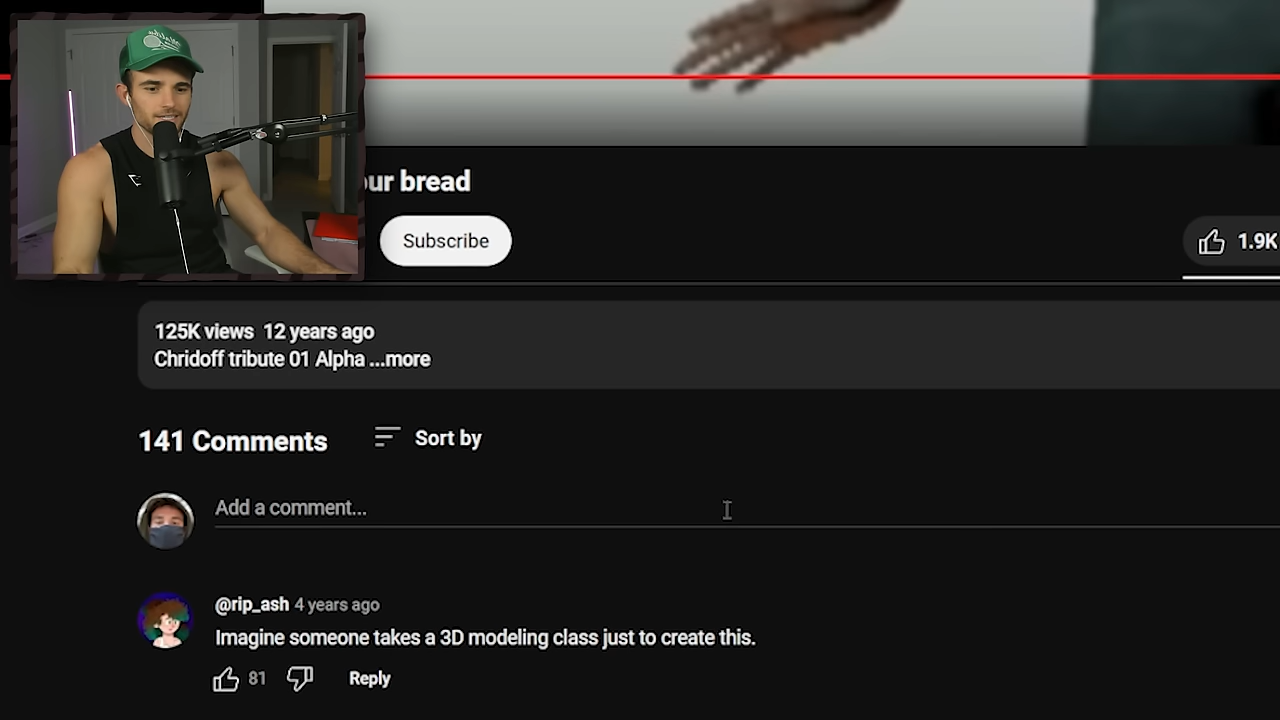 our bread
Subscribe
1.9K
125K views 12 years ago
Chridoff tribute 01 Alpha ...more
141 Comments
Sort by
Add a comment...
@rip_ash 4 years ago
Imagine someone takes a 3D modeling class just to create this.
81
Reply